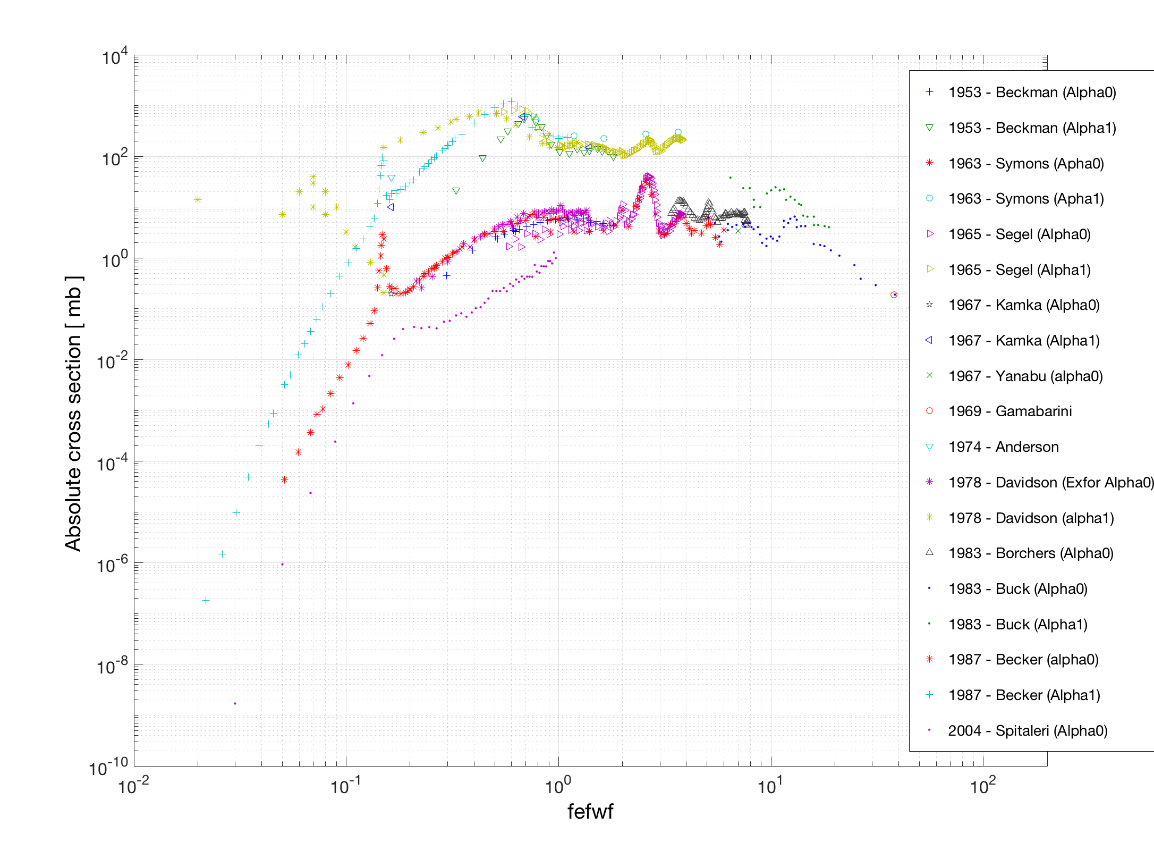 10^4
10^2
10^0
10^-2
10^-4
10^-6
10^-8
10^-10
Absolute cross section [ mb ]
10^-2
10^-1
10^0
10^1
10^2
fefwf
1953 - Beckman (Alpha0)
1953 - Beckman (Alpha1)
1963 - Symons (Apha0)
1963 - Symons (Apha1)
1965 - Segel (Alpha0)
1965 - Segel (Alpha1)
1967 - Kamka (Alpha0)
1967 - Kamka (Alpha1)
1967 - Yanabu (alpha0)
1969 - Gamabarini
1974 - Anderson
1978 - Davidson (Exfor Alpha0)
1978 - Davidson (alpha1)
1983 - Borchers (Alpha0)
1983 - Buck (Alpha0)
1983 - Buck (Alpha1)
1987 - Becker (alpha0)
1987 - Becker (Alpha1)
2004 - Spitaleri (Alpha0)